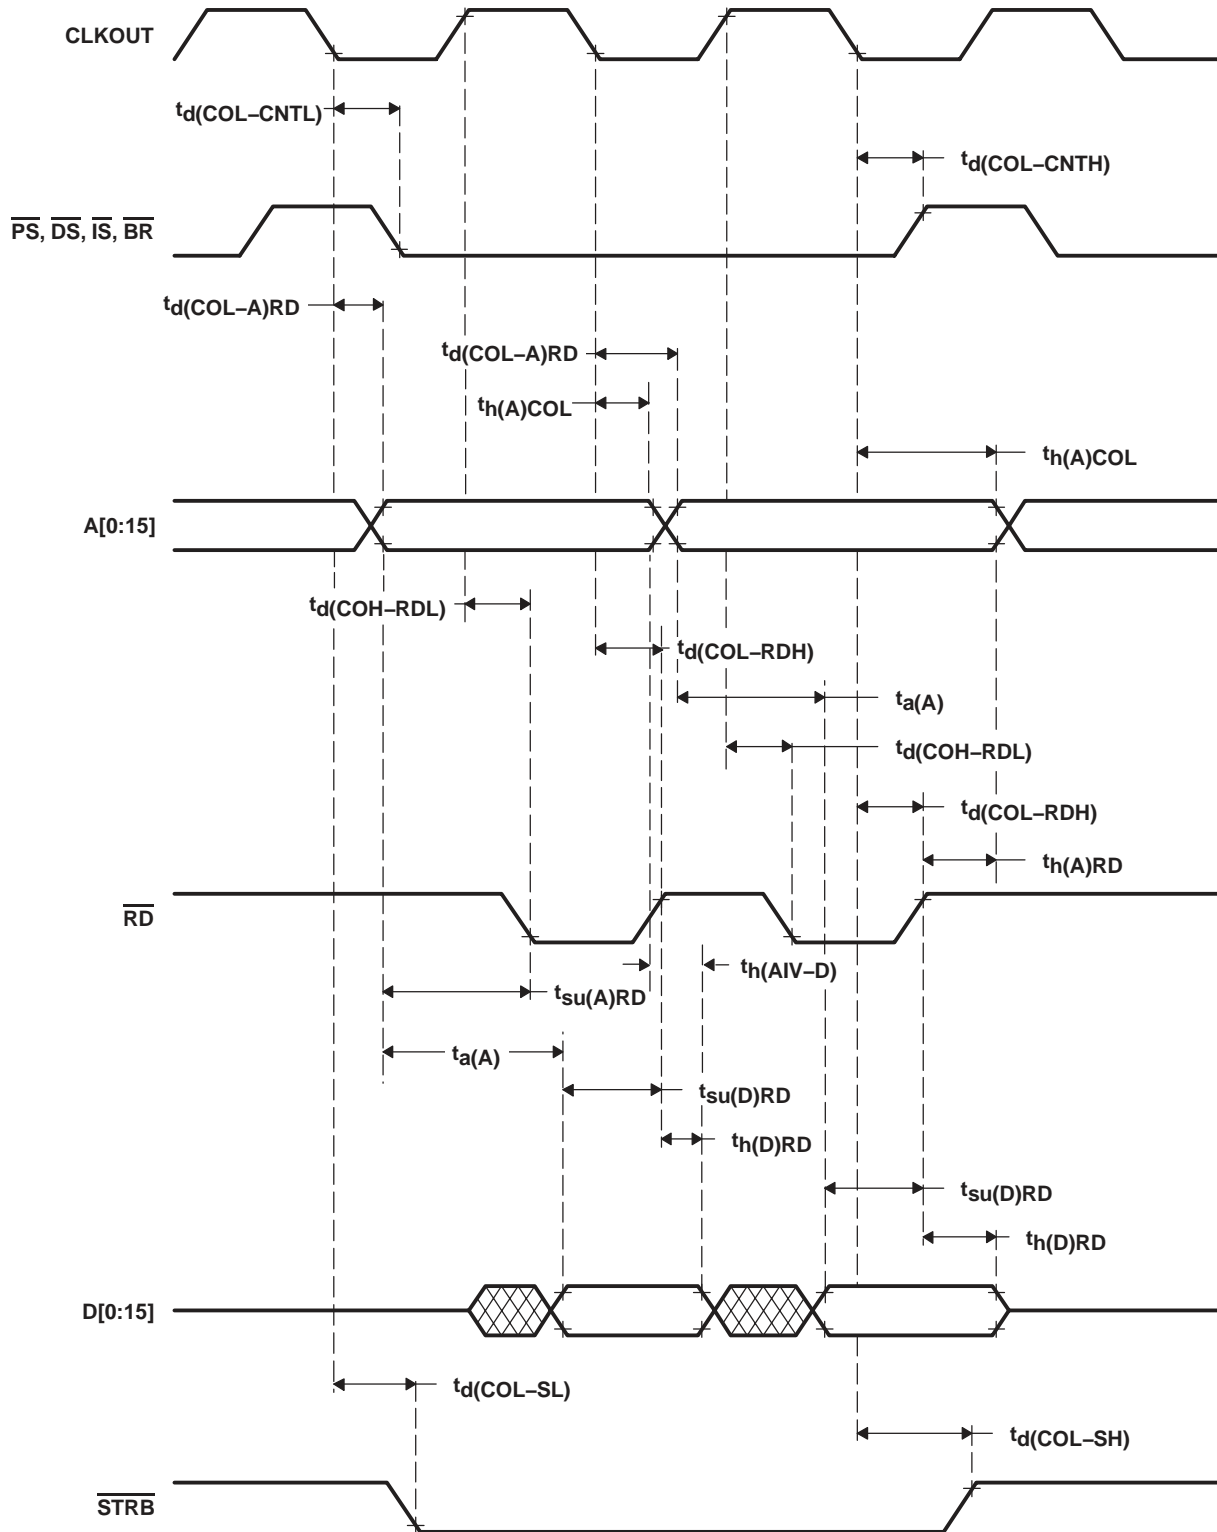 CLKOUT
td(COL–CNTL)
td(COL–CNTH)
PS, DS, IS, BR
td(COL–A)RD
td(COL–A)RD
th(A)COL
th(A)COL
A[0:15]
td(COH–RDL)
td(COL–RDH)
ta(A)
td(COH–RDL)
td(COL–RDH)
th(A)RD
RD
th(AIV–D)
tsu(A)RD
ta(A)
tsu(D)RD
th(D)RD
tsu(D)RD
th(D)RD
D[0:15]
td(COL–SL)
td(COL–SH)
STRB